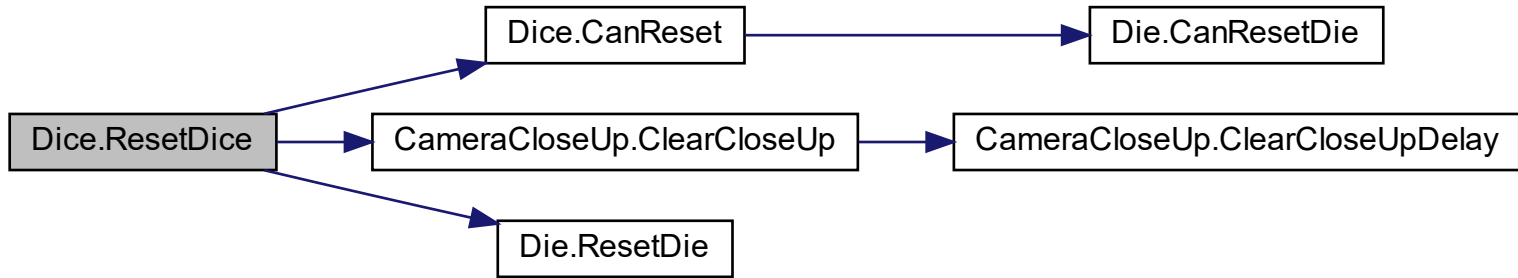 Dice.CanReset
Die.CanResetDie
Dice.ResetDice
CameraCloseUp.ClearCloseUp
CameraCloseUp.ClearCloseUpDelay
Die.ResetDie